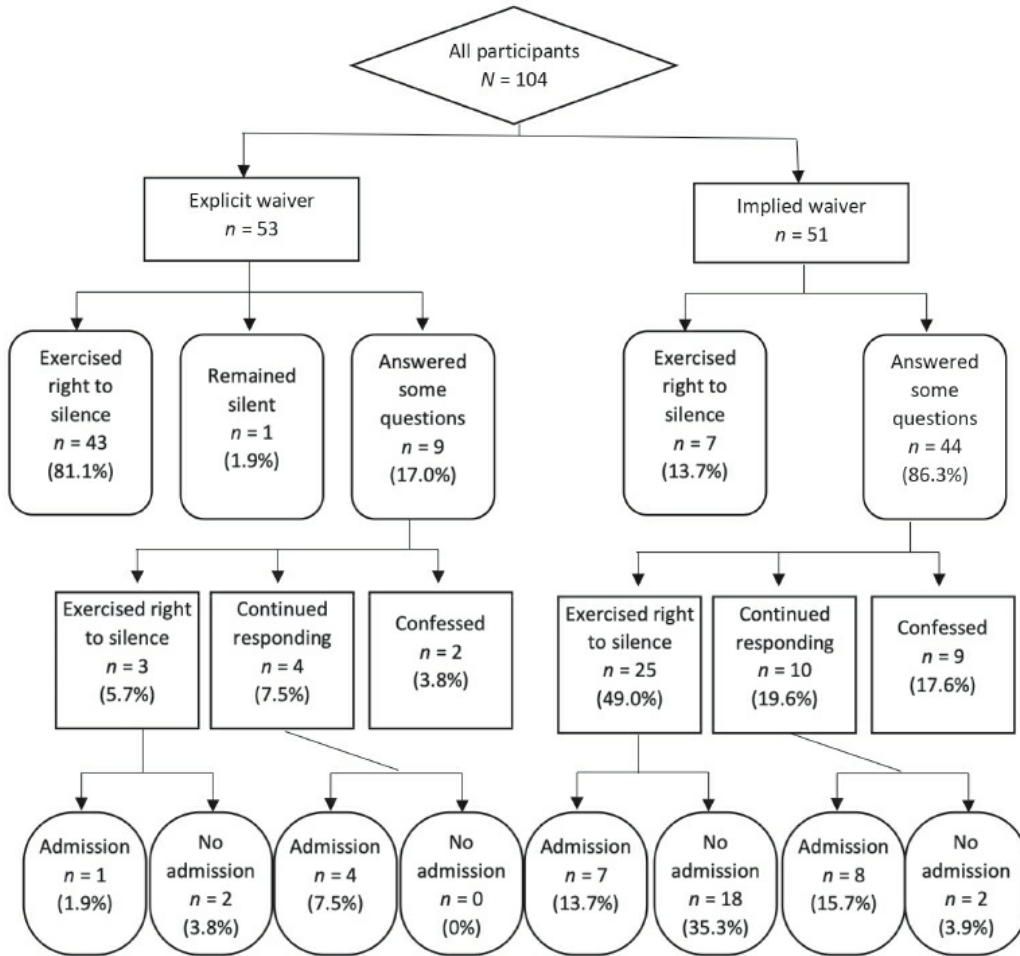 All participants
N = 104
Explicit waiver
n = 53
Implied waiver
n = 51
Exercised
right to
silence
n = 43
(81.1%)
Remained
silent
n = 1
(1.9%)
Answered
some
questions
n = 9
(17.0%)
Exercised
right to
silence
n = 7
(13.7%)
Answered
some
questions
n = 44
(86.3%)
Exercised right
to silence
n = 3
(5.7%)
Continued
responding
n = 4
(7.5%)
Confessed
n = 2
(3.8%)
Exercised right
to silence
n = 25
(49.0%)
Continued
responding
n = 10
(19.6%)
Confessed
n = 9
(17.6%)
Admission
n = 1
(1.9%)
No
admission
n = 2
(3.8%)
Admission
n = 4
(7.5%)
No
admission
n = 0
(0%)
Admission
n = 7
(13.7%)
No
admission
n = 18
(35.3%)
Admission
n = 8
(15.7%)
No
admission
n = 2
(3.9%)